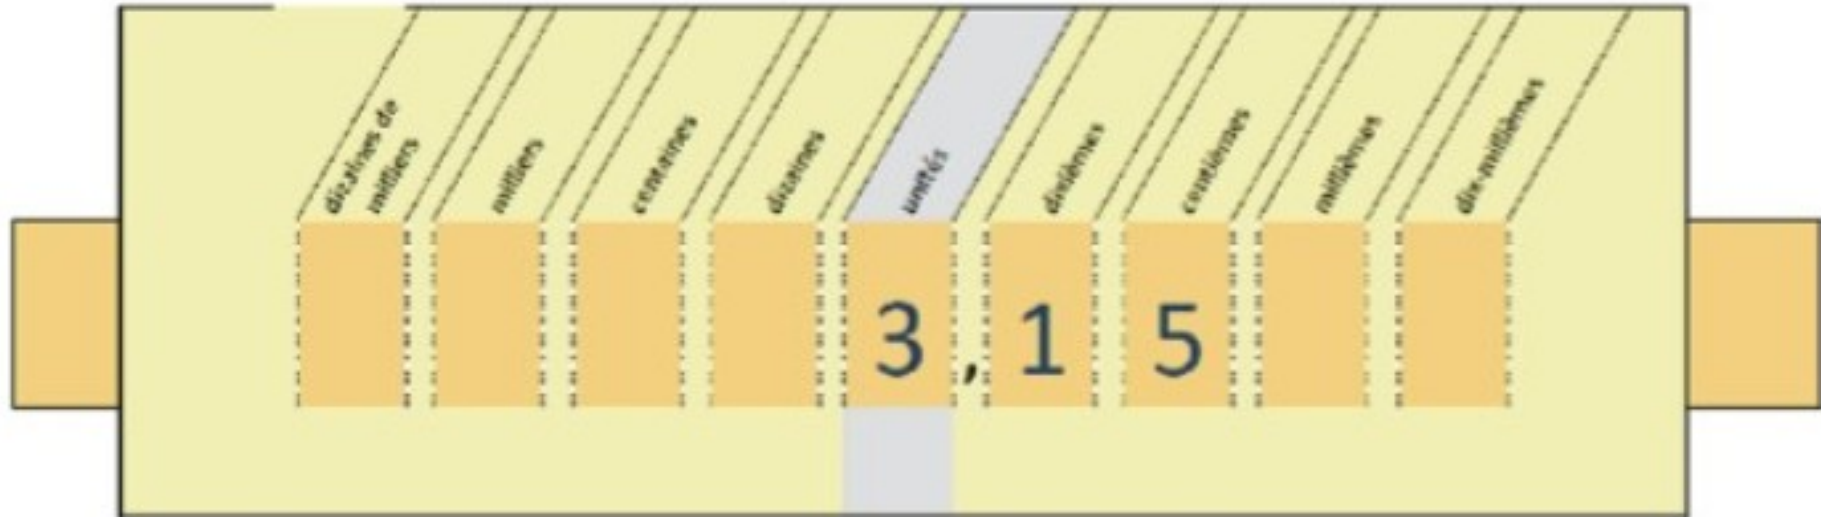 dizaines de
milliers
milliers
centaines
dizaines
unités
dixièmes
centièmes
millièmes
dix-millièmes
3,15